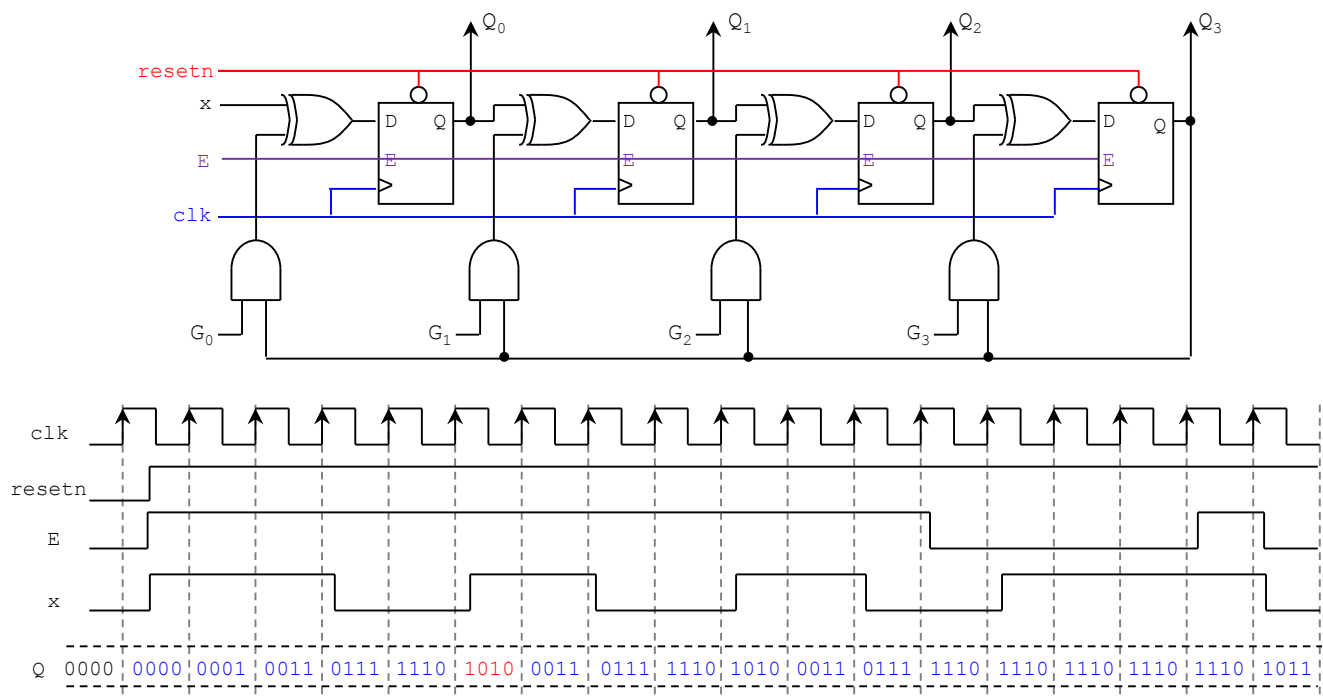 Q0 Q1 Q2 Q3
resetn
x
D Q D Q D Q D Q
E E E E E
clk
G0 G1 G2 G3
clk
resetn
E
x
Q 0000 0000 0001 0011 0111 1110 1010 0011 0111 1110 1010 0011 0111 1110 1110 1110 1110 1110 1011